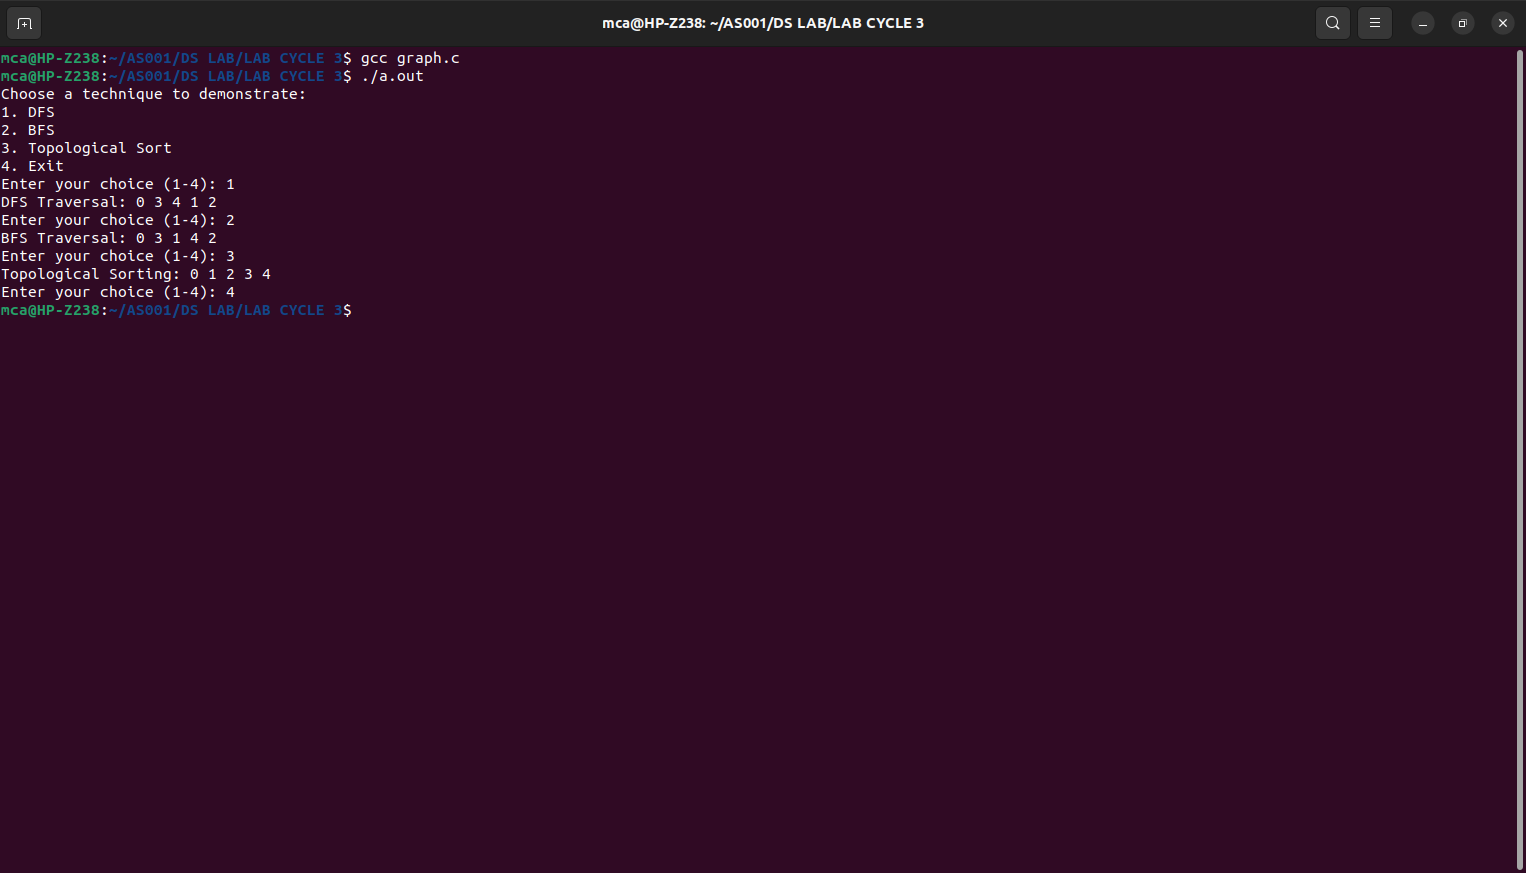 mca@HP-Z238: ~/AS001/DS LAB/LAB CYCLE 3
mca@HP-Z238:~/AS001/DS LAB/LAB CYCLE 3$ gcc graph.c
mca@HP-Z238:~/AS001/DS LAB/LAB CYCLE 3$ ./a.out
Choose a technique to demonstrate:
1. DFS
2. BFS
3. Topological Sort
4. Exit
Enter your choice (1-4): 1
DFS Traversal: 0 3 4 1 2
Enter your choice (1-4): 2
BFS Traversal: 0 3 1 4 2
Enter your choice (1-4): 3
Topological Sorting: 0 1 2 3 4
Enter your choice (1-4): 4
mca@HP-Z238:~/AS001/DS LAB/LAB CYCLE 3$